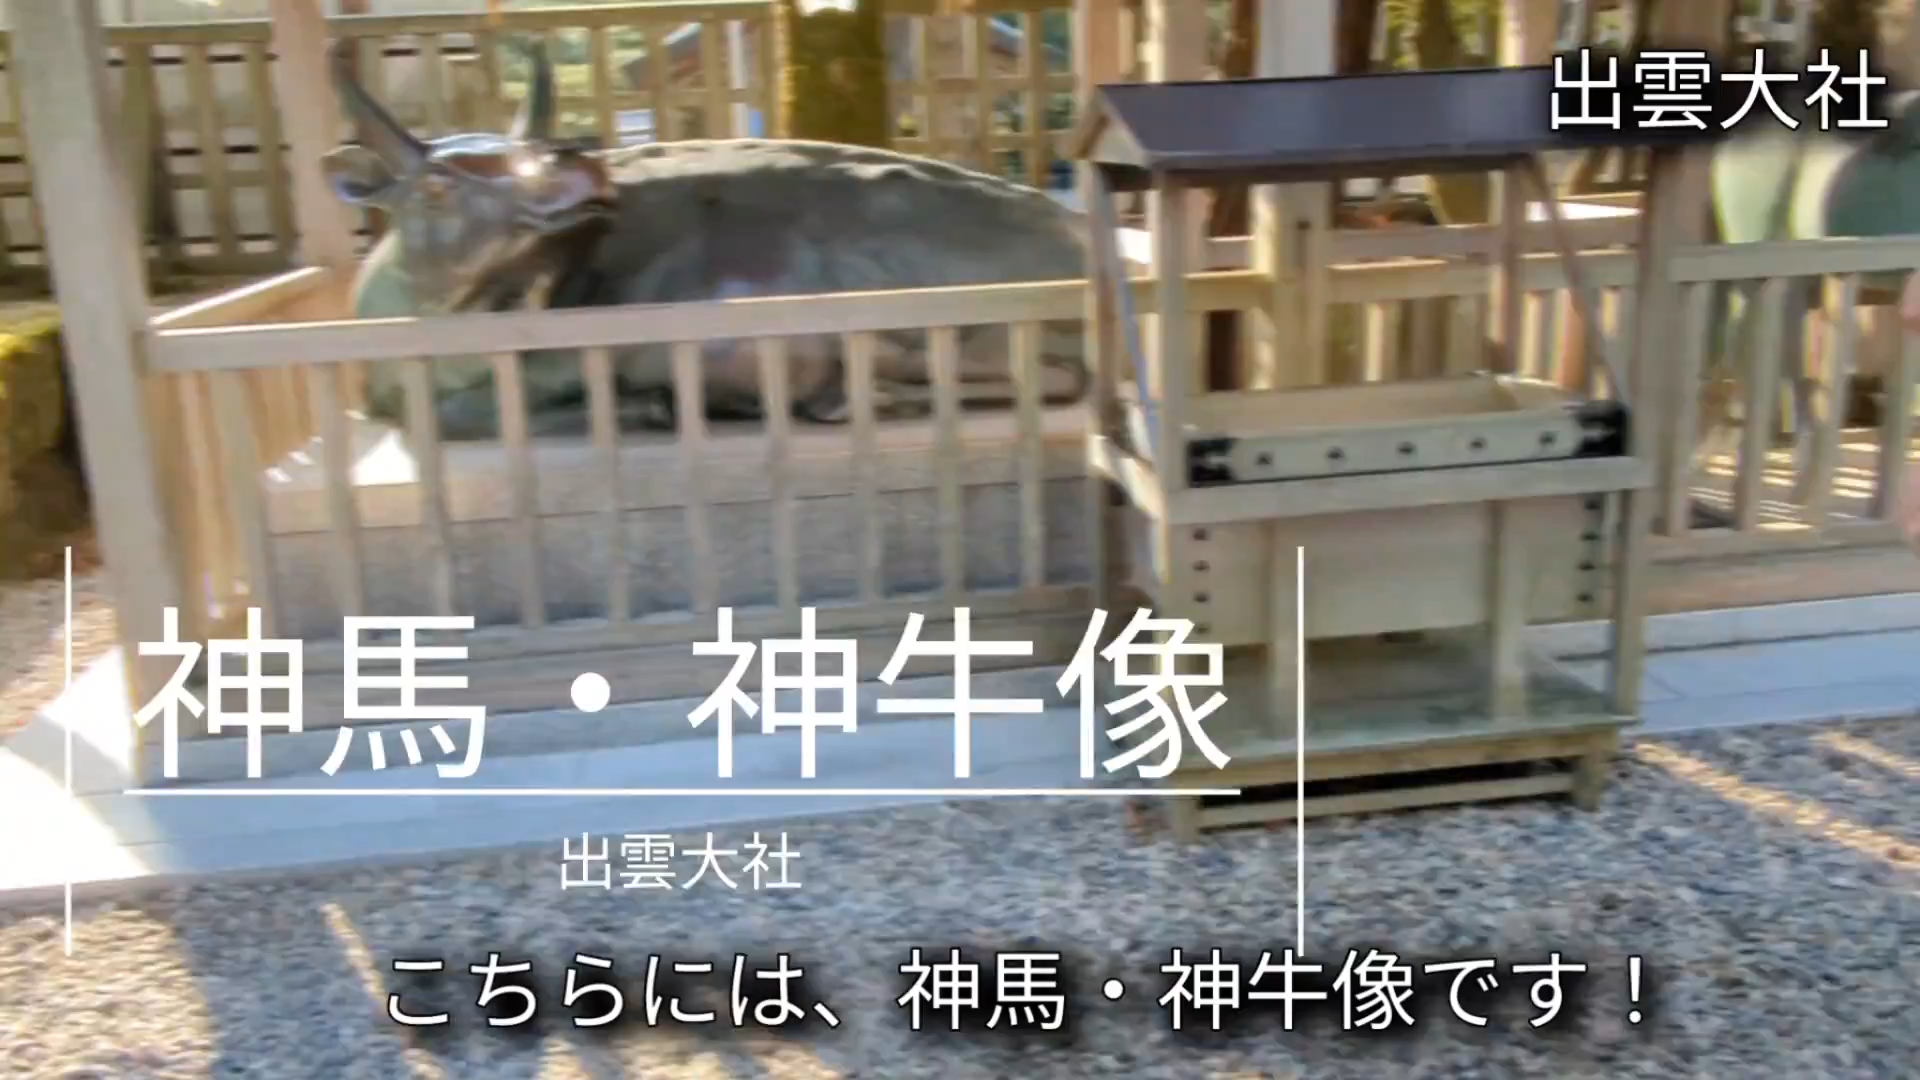 出雲大社
神馬・神牛像
出雲大社
こちらには、神馬・神牛像です！